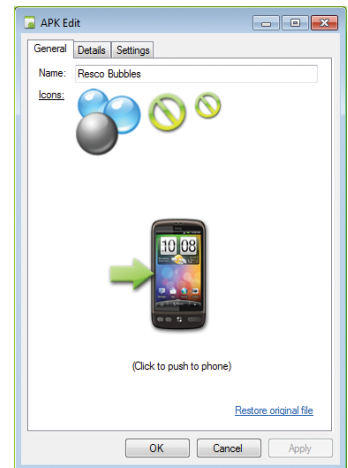 APK Edit
General Details Settings
Name: Resco Bubbles
Icons:
10 08
(Click to push to phone)
Restore original file
OK Cancel Apply